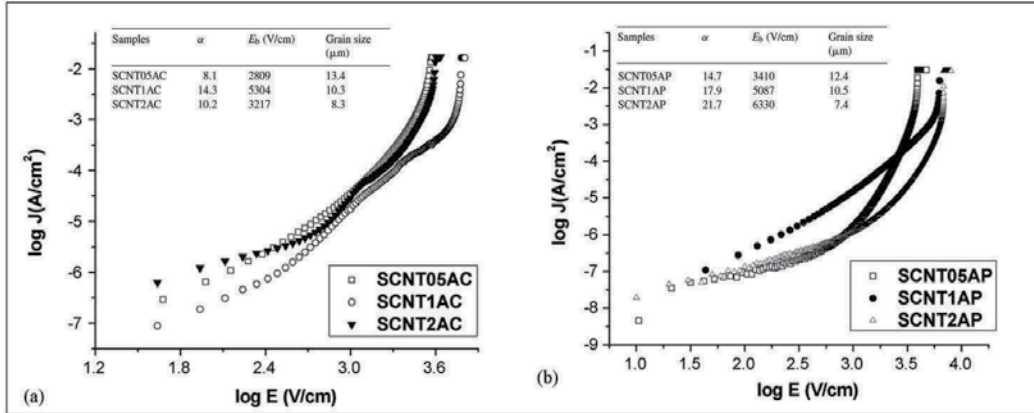 Samples α E_b (V/cm) Grain size (μm)
SCNT05AC 8.1 2809 13.4
SCNT1AC 14.3 5304 10.3
SCNT2AC 10.2 3217 8.3
-2
-3
-4
-5
-6
-7
log J(A/cm²)
SCNT05AC
SCNT1AC
SCNT2AC
1.2 1.8 2.4 3.0 3.6
log E (V/cm)
(a)
Samples α E_b (V/cm) Grain size (μm)
SCNT05AP 14.7 3410 12.4
SCNT1AP 17.9 5087 10.5
SCNT2AP 21.7 6330 7.4
-1
-2
-3
-4
-5
-6
-7
-8
-9
log J(A/cm²)
SCNT05AP
SCNT1AP
SCNT2AP
1.0 1.5 2.0 2.5 3.0 3.5 4.0
log E (V/cm)
(b)